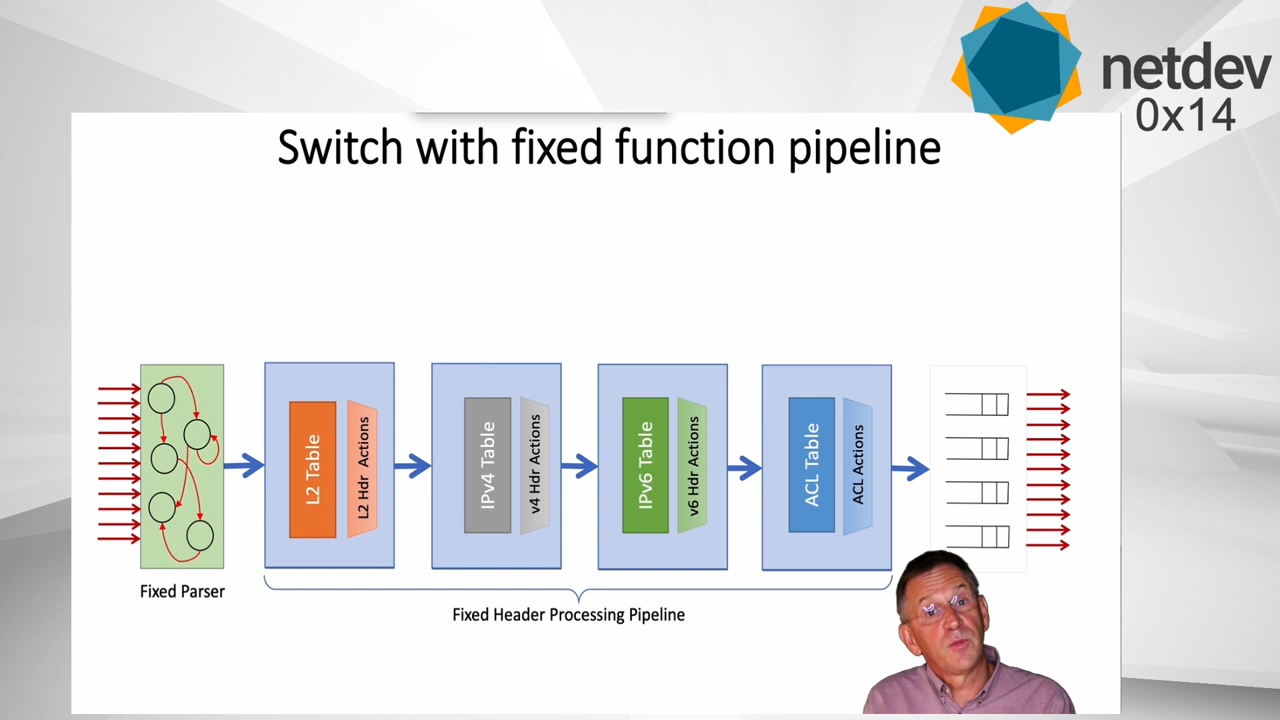 netdev
0x14
Switch with fixed function pipeline
L2 Table
L2 Hdr Actions
IPv4 Table
v4 Hdr Actions
IPv6 Table
v6 Hdr Actions
ACL Table
ACL Actions
Fixed Parser
Fixed Header Processing Pipeline